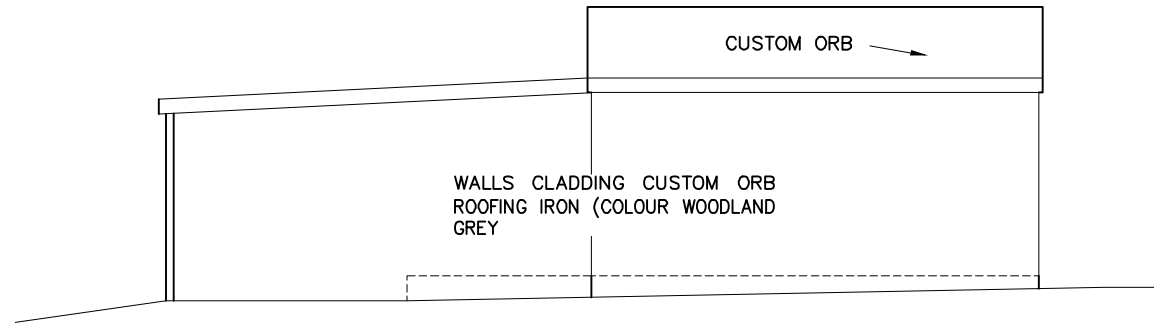 CUSTOM ORB
WALLS CLADDING CUSTOM ORB
ROOFING IRON (COLOUR WOODLAND
GREY